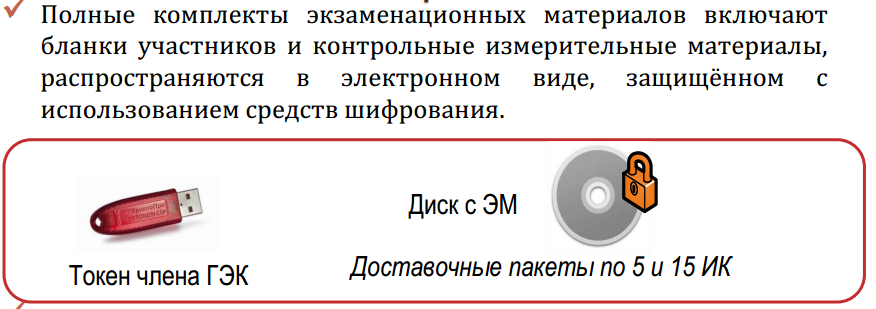 Полные комплекты экзаменационных материалов включают
бланки участников и контрольные измерительные материалы,
распространяются в электронном виде, защищённом с
использованием средств шифрования.
Диск с ЭМ
Токен члена ГЭК
Доставочные пакеты по 5 и 15 ИК